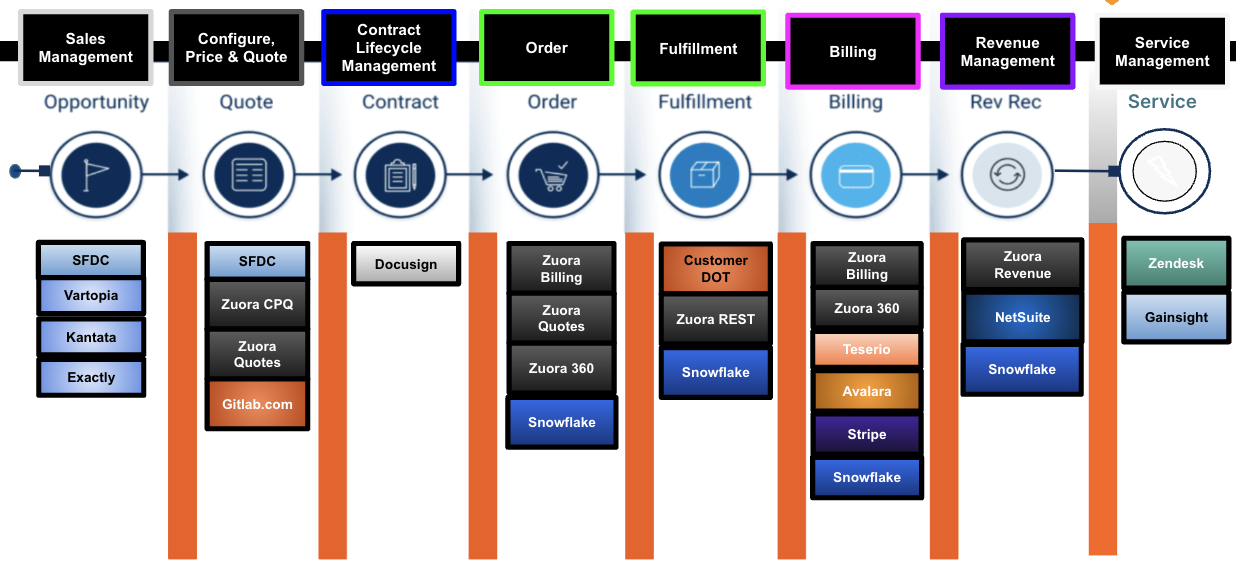 Sales
Management
Configure,
Price & Quote
Contract
Lifecycle
Management
Order
Fulfillment
Billing
Revenue
Management
Service
Management
Opportunity
Quote
Contract
Order
Fulfillment
Billing
Rev Rec
Service
SFDC
Vartopia
Kantata
Exactly
SFDC
Zuora CPQ
Zuora
Quotes
Gitlab.com
Docusign
Zuora
Billing
Zuora
Quotes
Zuora 360
Snowflake
Customer
DOT
Zuora REST
Snowflake
Zuora
Billing
Zuora 360
Teserio
Avalara
Stripe
Snowflake
Zuora
Revenue
NetSuite
Snowflake
Zendesk
Gainsight